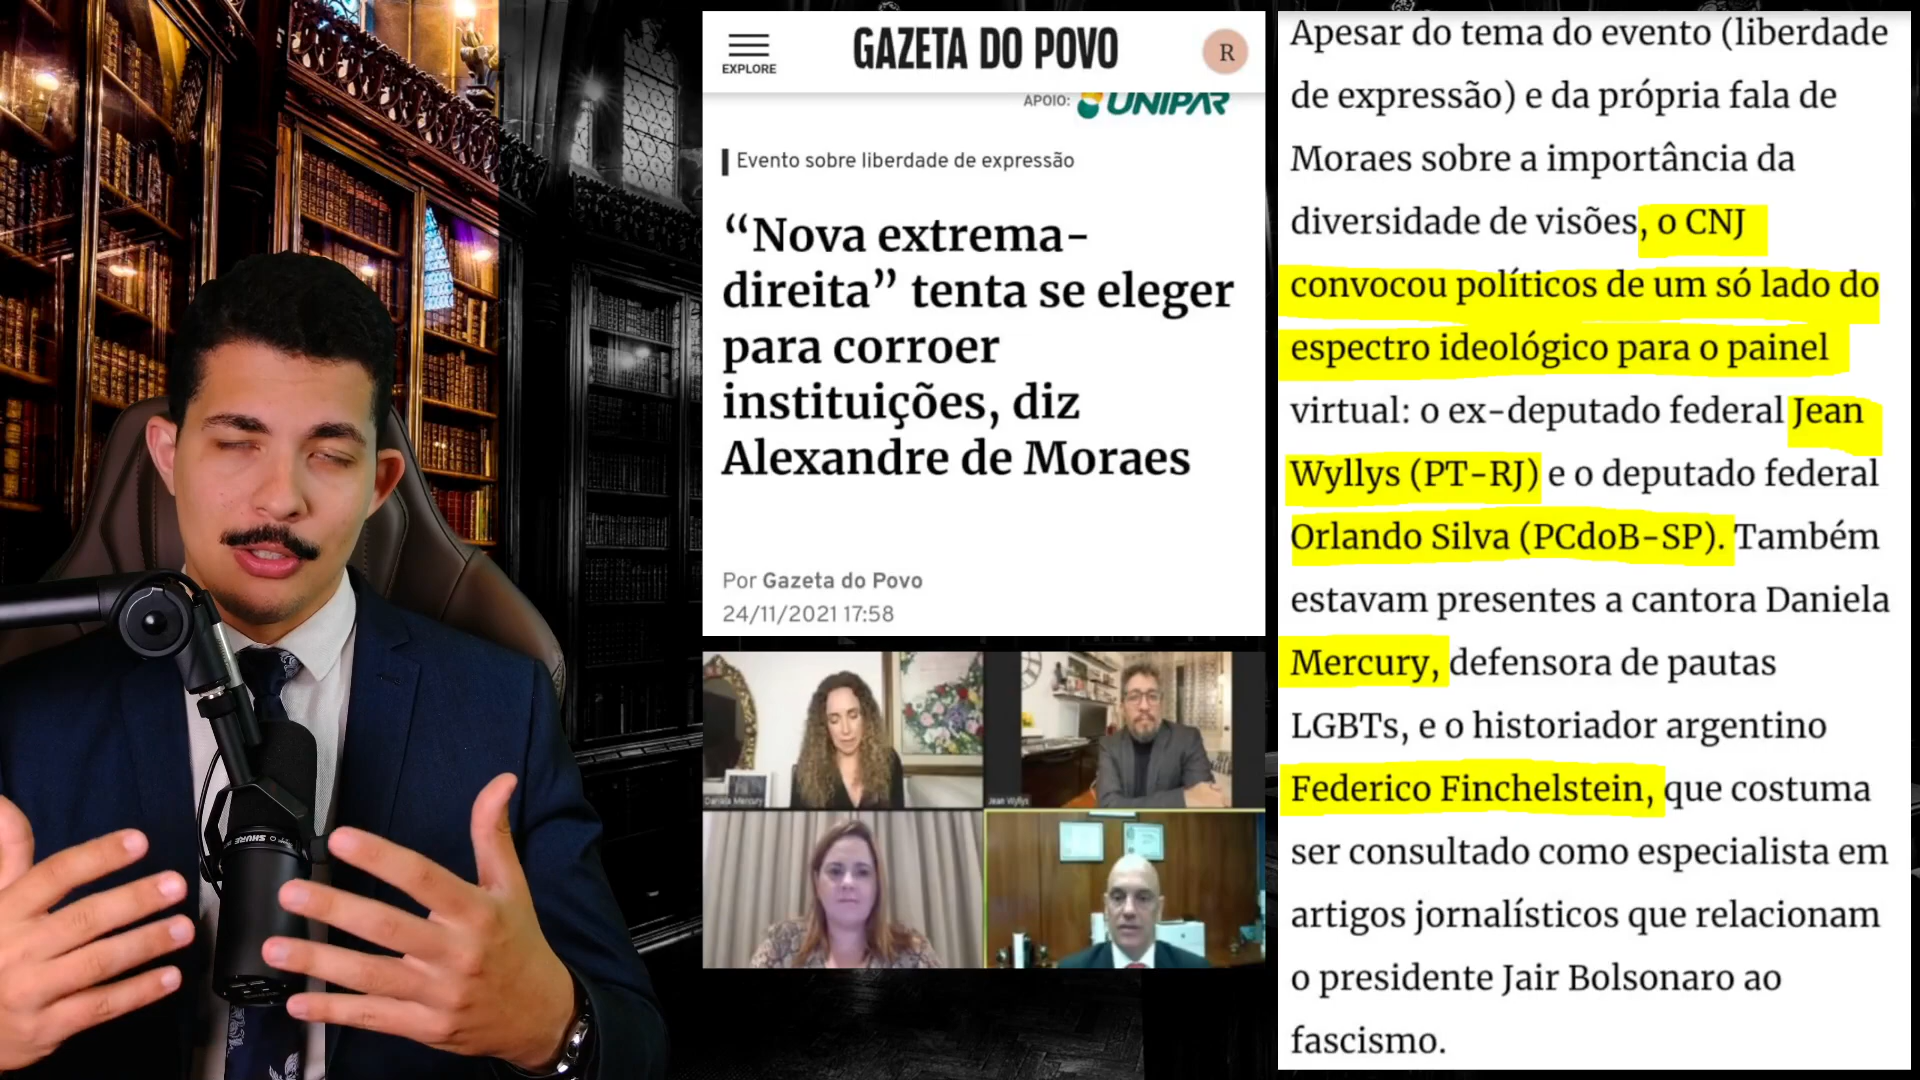 EXPLORE
GAZETA DO POVO
R
APOIO: UNIPAR
Evento sobre liberdade de expressão
“Nova extrema-
direita” tenta se eleger
para corroer
instituições, diz
Alexandre de Moraes
Por Gazeta do Povo
24/11/2021 17:58
Daniela Mercury
Jean Wyllys
SHURE
Apesar do tema do evento (liberdade
de expressão) e da própria fala de
Moraes sobre a importância da
diversidade de visões, o CNJ
convocou políticos de um só lado do
espectro ideológico para o painel
virtual: o ex-deputado federal Jean
Wyllys (PT-RJ) e o deputado federal
Orlando Silva (PCdoB-SP). Também
estavam presentes a cantora Daniela
Mercury, defensora de pautas
LGBTs, e o historiador argentino
Federico Finchelstein, que costuma
ser consultado como especialista em
artigos jornalísticos que relacionam
o presidente Jair Bolsonaro ao
fascismo.